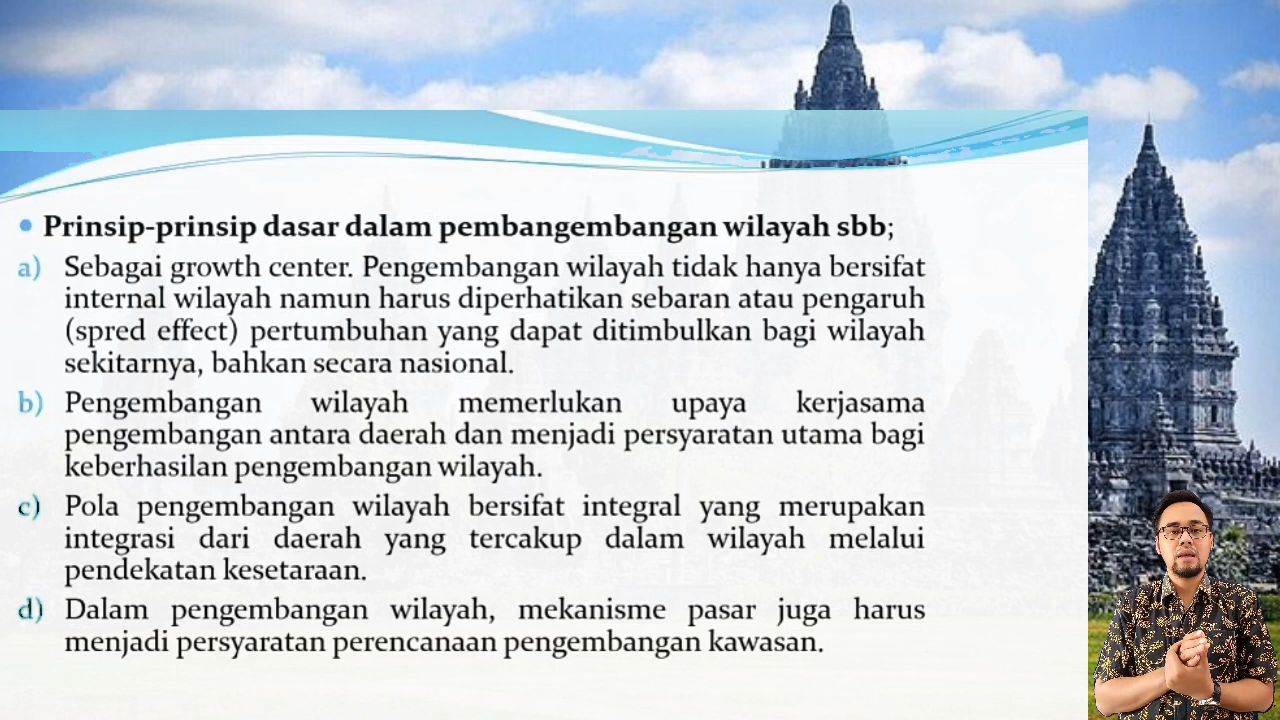 • Prinsip-prinsip dasar dalam pembangembangan wilayah sbb;
a) Sebagai growth center. Pengembangan wilayah tidak hanya bersifat
internal wilayah namun harus diperhatikan sebaran atau pengaruh
(spred effect) pertumbuhan yang dapat ditimbulkan bagi wilayah
sekitarnya, bahkan secara nasional.
b) Pengembangan wilayah memerlukan upaya kerjasama
pengembangan antara daerah dan menjadi persyaratan utama bagi
keberhasilan pengembangan wilayah.
c) Pola pengembangan wilayah bersifat integral yang merupakan
integrasi dari daerah yang tercakup dalam wilayah melalui
pendekatan kesetaraan.
d) Dalam pengembangan wilayah, mekanisme pasar juga harus
menjadi persyaratan perencanaan pengembangan kawasan.